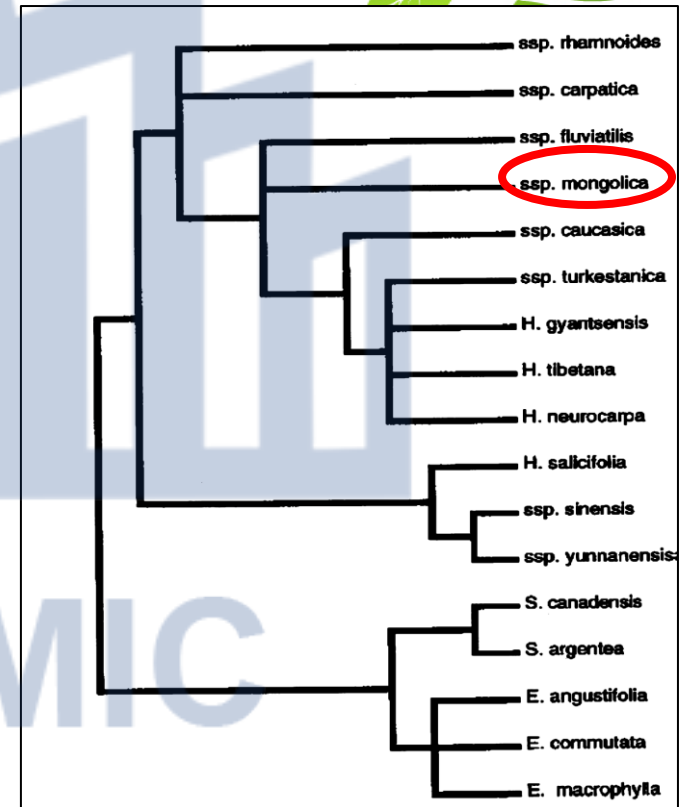 ssp. rhamnoides
ssp. carpatica
ssp. fluviatilis
ssp. mongolica
ssp. caucasica
ssp. turkestanica
H. gyantsensis
H. tibetana
H. neurocarpa
H. salicifolia
ssp. sinensis
ssp. yunnanensis
S. canadensis
S. argentea
E. angustifolia
E. commutata
E. macrophylla
MIC